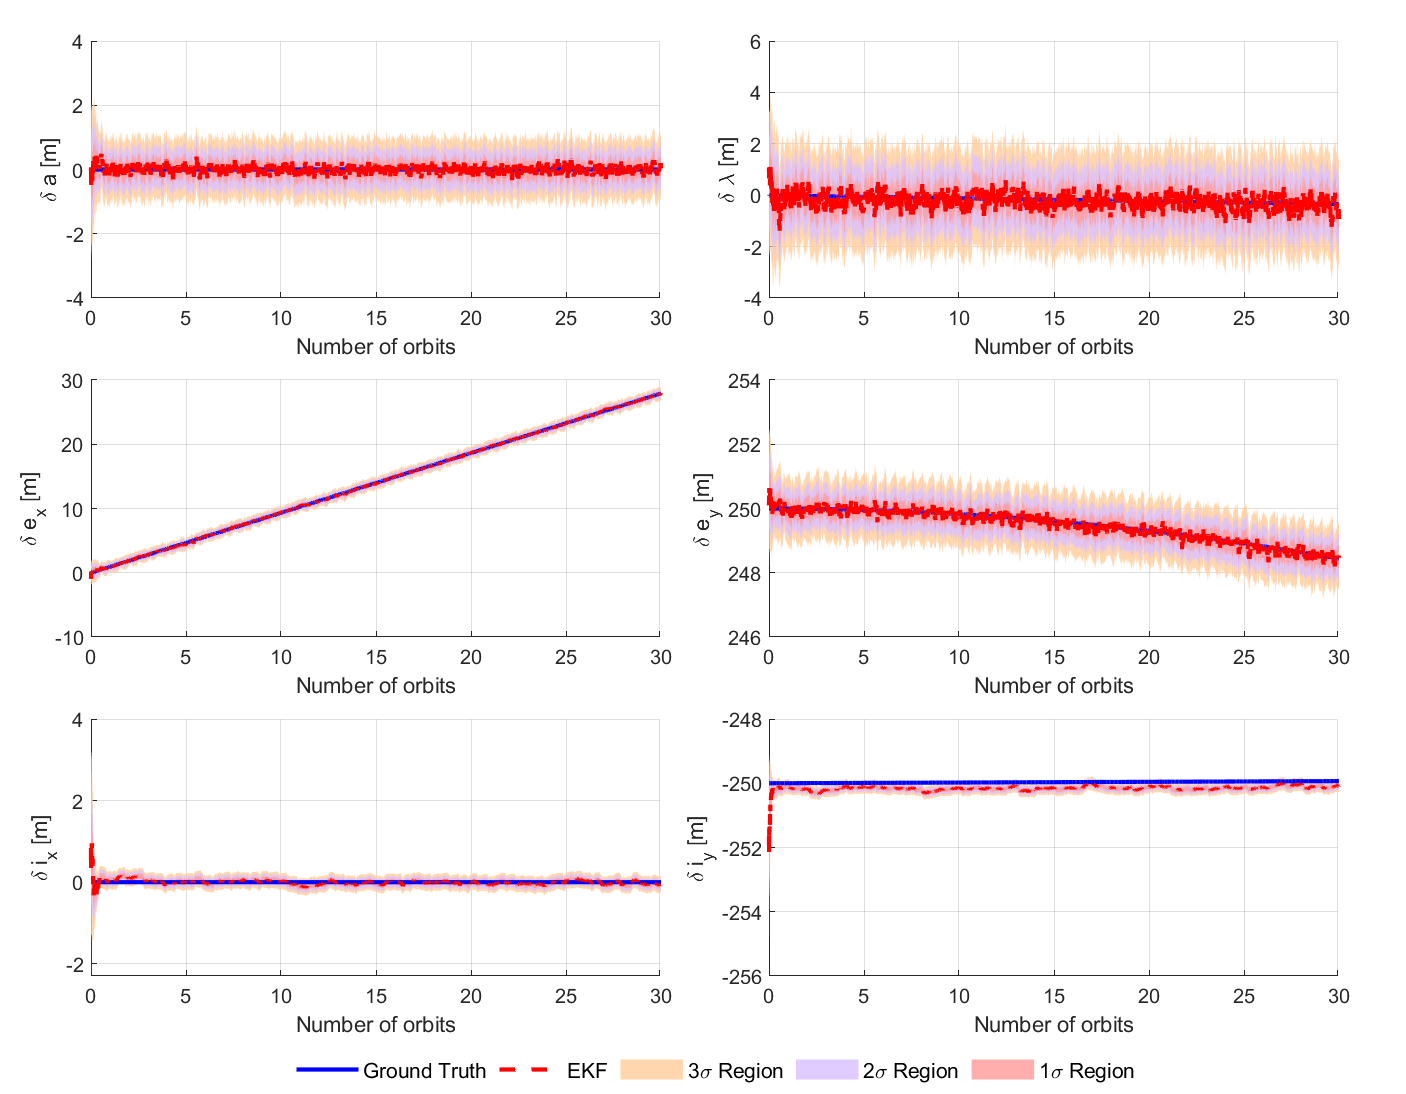 4
2
0
-2
-4
δ a [m]
0 5 10 15 20 25 30
Number of orbits
6
4
2
0
-2
-4
δ λ [m]
0 5 10 15 20 25 30
Number of orbits
30
20
10
0
-10
δ e_x [m]
0 5 10 15 20 25 30
Number of orbits
254
252
250
248
246
δ e_y [m]
0 5 10 15 20 25 30
Number of orbits
4
2
0
-2
δ i_x [m]
0 5 10 15 20 25 30
Number of orbits
-248
-250
-252
-254
-256
δ i_y [m]
0 5 10 15 20 25 30
Number of orbits
Ground Truth EKF 3σ Region 2σ Region 1σ Region